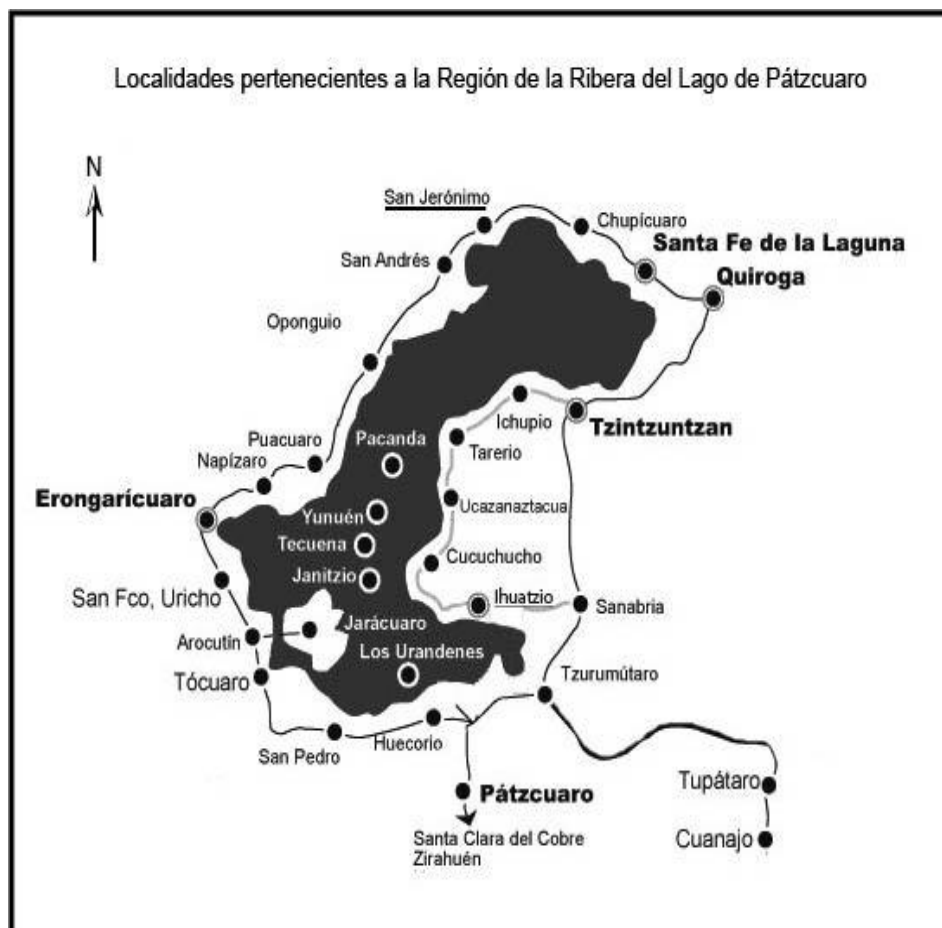 Localidades pertenecientes a la Región de la Ribera del Lago de Pátzcuaro
N
San Jerónimo
Chupícuaro
Santa Fe de la Laguna
San Andrés
Quiroga
Oponguio
Ichupio
Tzintzuntzan
Puacuaro
Pacanda
Tarerio
Napízaro
Erongarícuaro
Ucazanaztacua
Yunuén
Tecuena
Cucuchucho
Janitzio
San Fco, Uricho
Ihuatzio
Sanabria
Jarácuaro
Arocutín
Los Urandenes
Tócuaro
Tzurumútaro
San Pedro
Huecorio
Tupátaro
Pátzcuaro
Santa Clara del Cobre
Zirahuén
Cuanajo